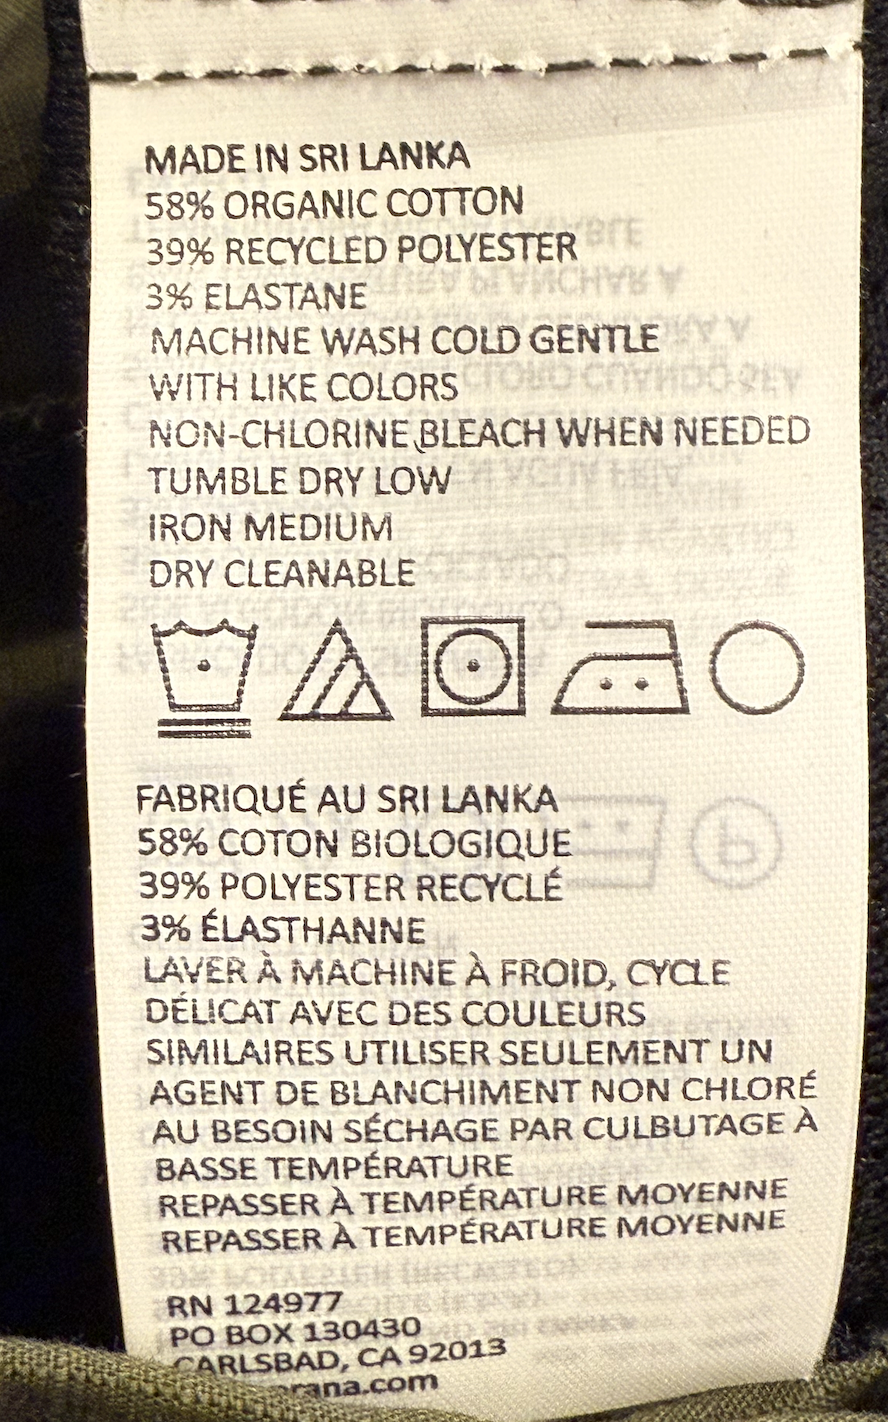 MADE IN SRI LANKA
58% ORGANIC COTTON
39% RECYCLED POLYESTER
3% ELASTANE
MACHINE WASH COLD GENTLE
WITH LIKE COLORS
NON-CHLORINE BLEACH WHEN NEEDED
TUMBLE DRY LOW
IRON MEDIUM
DRY CLEANABLE
FABRIQUÉ AU SRI LANKA
58% COTON BIOLOGIQUE
39% POLYESTER RECYCLÉ
3% ÉLASTHANNE
LAVER À MACHINE À FROID, CYCLE
DÉLICAT AVEC DES COULEURS
SIMILAIRES UTILISER SEULEMENT UN
AGENT DE BLANCHIMENT NON CHLORÉ
AU BESOIN SÉCHAGE PAR CULBUTAGE À
BASSE TEMPÉRATURE
REPASSER À TEMPÉRATURE MOYENNE
REPASSER À TEMPÉRATURE MOYENNE
RN 124977
PO BOX 130430
CARLSBAD, CA 92013
rana.com